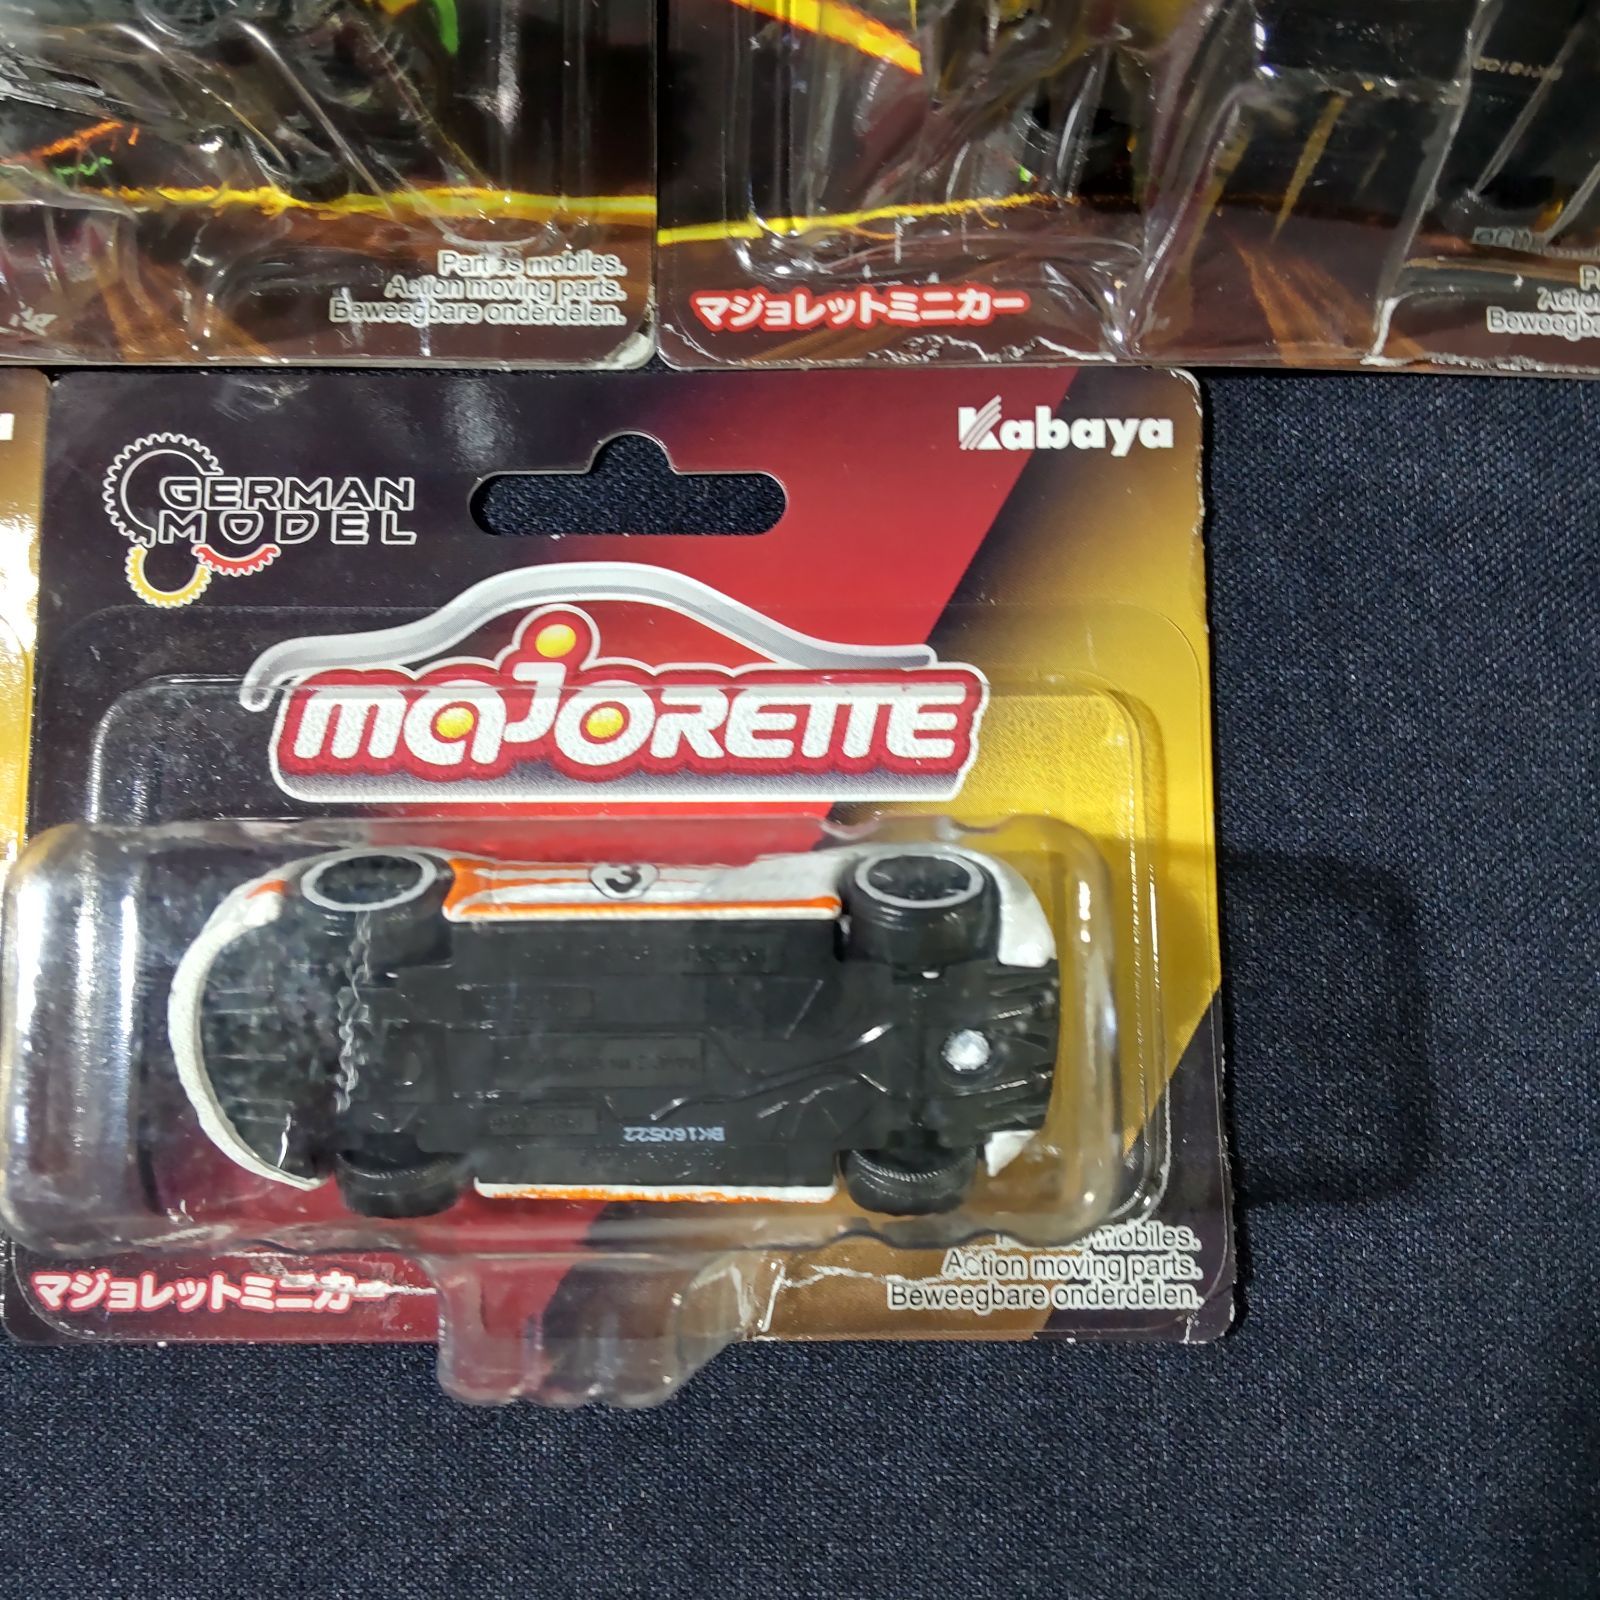 mobiles.
Action moving parts.
Beweegbare onderdelen.
マジョレットミニカー
Kabaya
GERMAN
MODEL
majORETTE
3
BK160522
mobiles.
Action moving parts.
Beweegbare onderdelen.
マジョレットミニカー